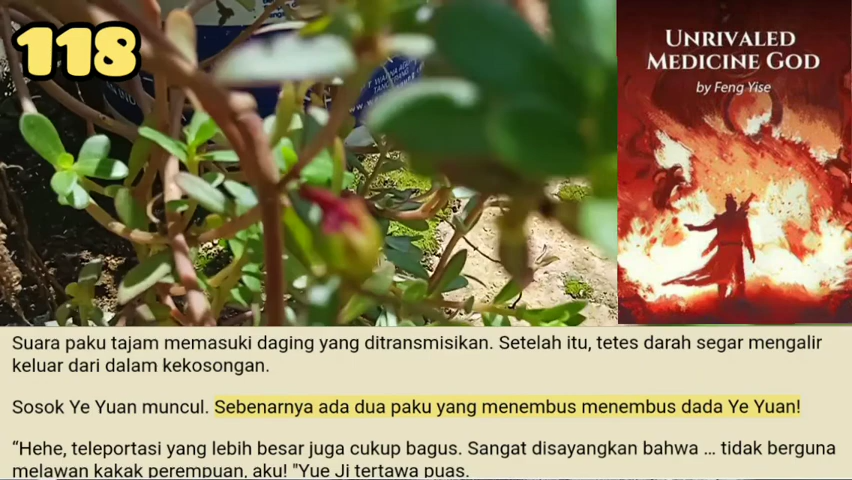 118
UNRIVALED
MEDICINE GOD
by Feng Yise
Suara paku tajam memasuki daging yang ditransmisikan. Setelah itu, tetes darah segar mengalir
keluar dari dalam kekosongan.
Sosok Ye Yuan muncul. Sebenarnya ada dua paku yang menembus menembus dada Ye Yuan!
“Hehe, teleportasi yang lebih besar juga cukup bagus. Sangat disayangkan bahwa … tidak berguna
melawan kakak perempuan, aku! "Yue Ji tertawa puas.